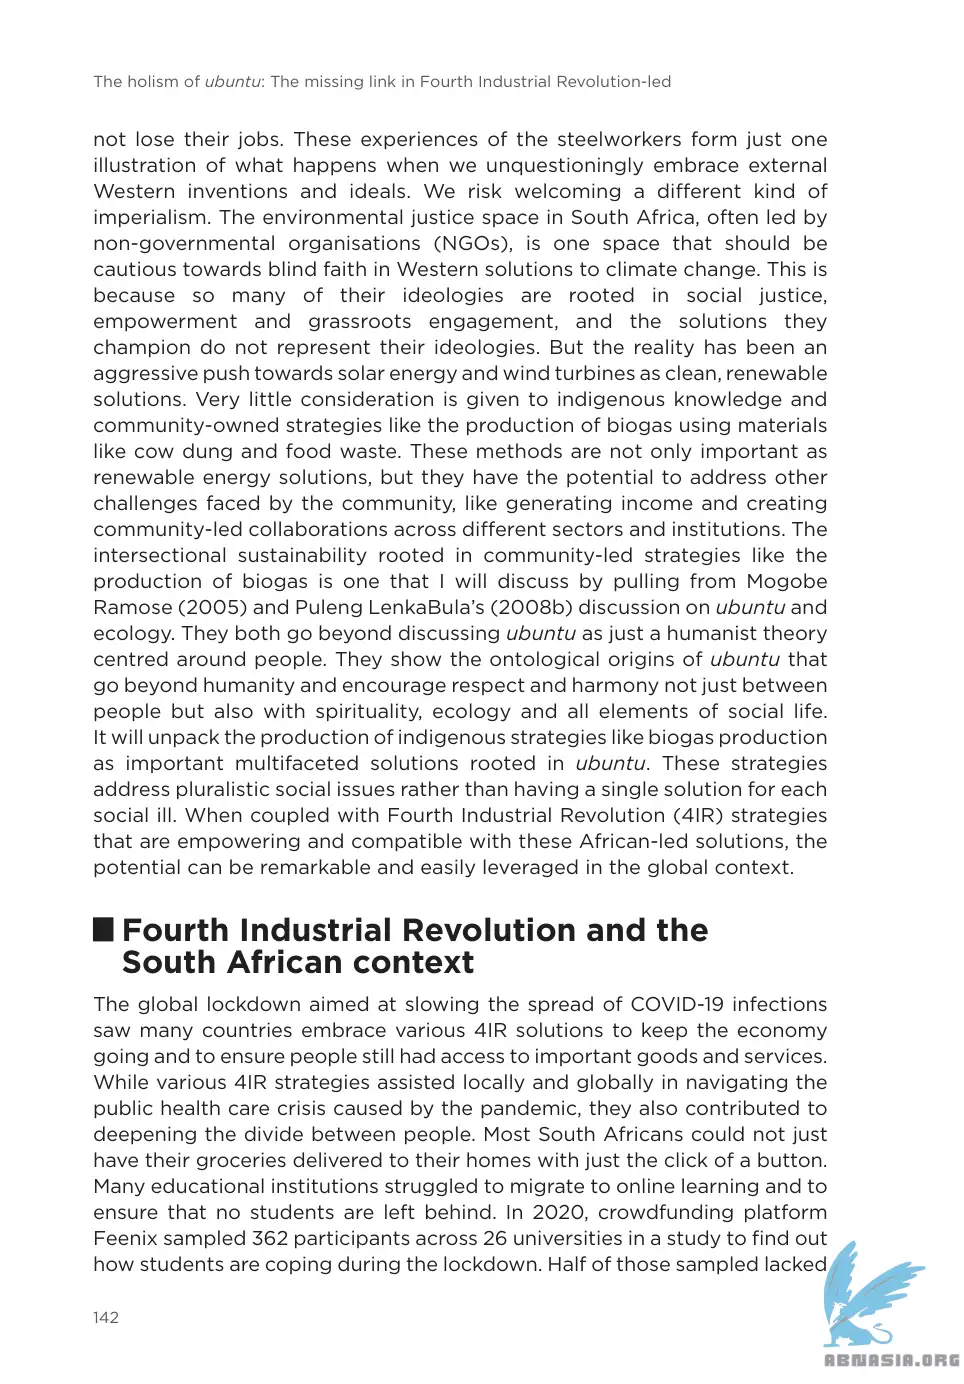 The holism of ubuntu: The missing link in Fourth Industrial Revolution-led
not lose their jobs. These experiences of the steelworkers form just one
illustration of what happens when we unquestioningly embrace external
Western inventions and ideals. We risk welcoming a different kind of
imperialism. The environmental justice space in South Africa, often led by
non-governmental organisations (NGOs), is one space that should be
cautious towards blind faith in Western solutions to climate change. This is
because so many of their ideologies are rooted in social justice,
empowerment and grassroots engagement, and the solutions they
champion do not represent their ideologies. But the reality has been an
aggressive push towards solar energy and wind turbines as clean, renewable
solutions. Very little consideration is given to indigenous knowledge and
community-owned strategies like the production of biogas using materials
like cow dung and food waste. These methods are not only important as
renewable energy solutions, but they have the potential to address other
challenges faced by the community, like generating income and creating
community-led collaborations across different sectors and institutions. The
intersectional sustainability rooted in community-led strategies like the
production of biogas is one that I will discuss by pulling from Mogobe
Ramose (2005) and Puleng LenkaBula's (2008b) discussion on ubuntu and
ecology. They both go beyond discussing ubuntu as just a humanist theory
centred around people. They show the ontological origins of ubuntu that
go beyond humanity and encourage respect and harmony not just between
people but also with spirituality, ecology and all elements of social life.
It will unpack the production of indigenous strategies like biogas production
as important multifaceted solutions rooted in ubuntu. These strategies
address pluralistic social issues rather than having a single solution for each
social ill. When coupled with Fourth Industrial Revolution (4IR) strategies
that are empowering and compatible with these African-led solutions, the
potential can be remarkable and easily leveraged in the global context.
Fourth Industrial Revolution and the
South African context
The global lockdown aimed at slowing the spread of COVID-19 infections
saw many countries embrace various 4IR solutions to keep the economy
going and to ensure people still had access to important goods and services.
While various 4IR strategies assisted locally and globally in navigating the
public health care crisis caused by the pandemic, they also contributed to
deepening the divide between people. Most South Africans could not just
have their groceries delivered to their homes with just the click of a button.
Many educational institutions struggled to migrate to online learning and to
ensure that no students are left behind. In 2020, crowdfunding platform
Feenix sampled 362 participants across 26 universities in a study to find out
how students are coping during the lockdown. Half of those sampled lacked
142
ABNASIA.ORG